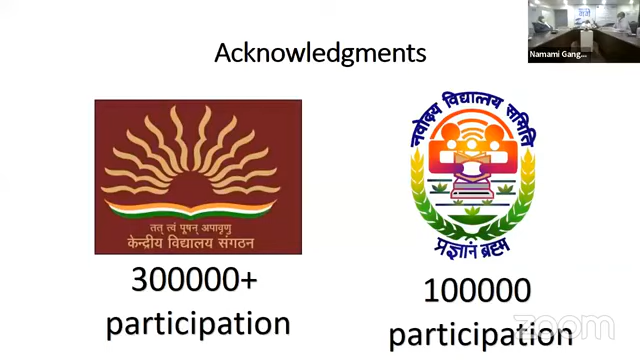 Acknowledgments
नमामि गंगे
Namami Gang...
तत् त्वं पूषन् अपावृणु
केन्द्रीय विद्यालय संगठन
300000+
participation
नवोदय विद्यालय समिति
प्रज्ञानं ब्रह्म
100000
participation
zoom